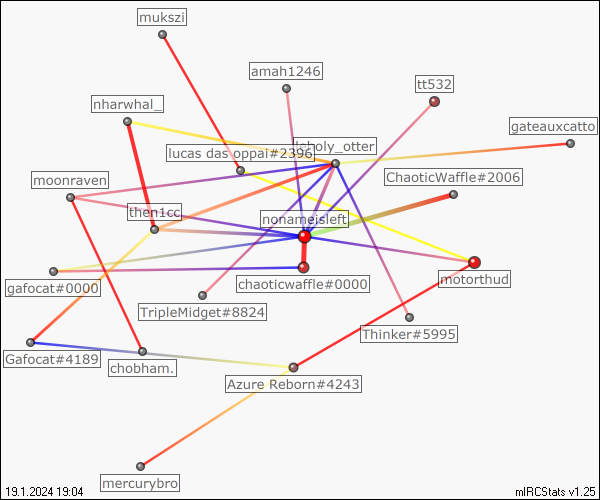 mukszi
amah1246
tt532
nharwhal_
gateauxcatto
holy_otter
lucas das oppai#2396
ChaoticWaffle#2006
moonraven
then1cc
nonameisleft
gafocat#0000
chaoticwaffle#0000
motorthud
TripleMidget#8824
Thinker#5995
Gafocat#4189
chobham.
Azure Reborn#4243
mercurybro
19.1.2024 19:04
mIRCStats v1.25